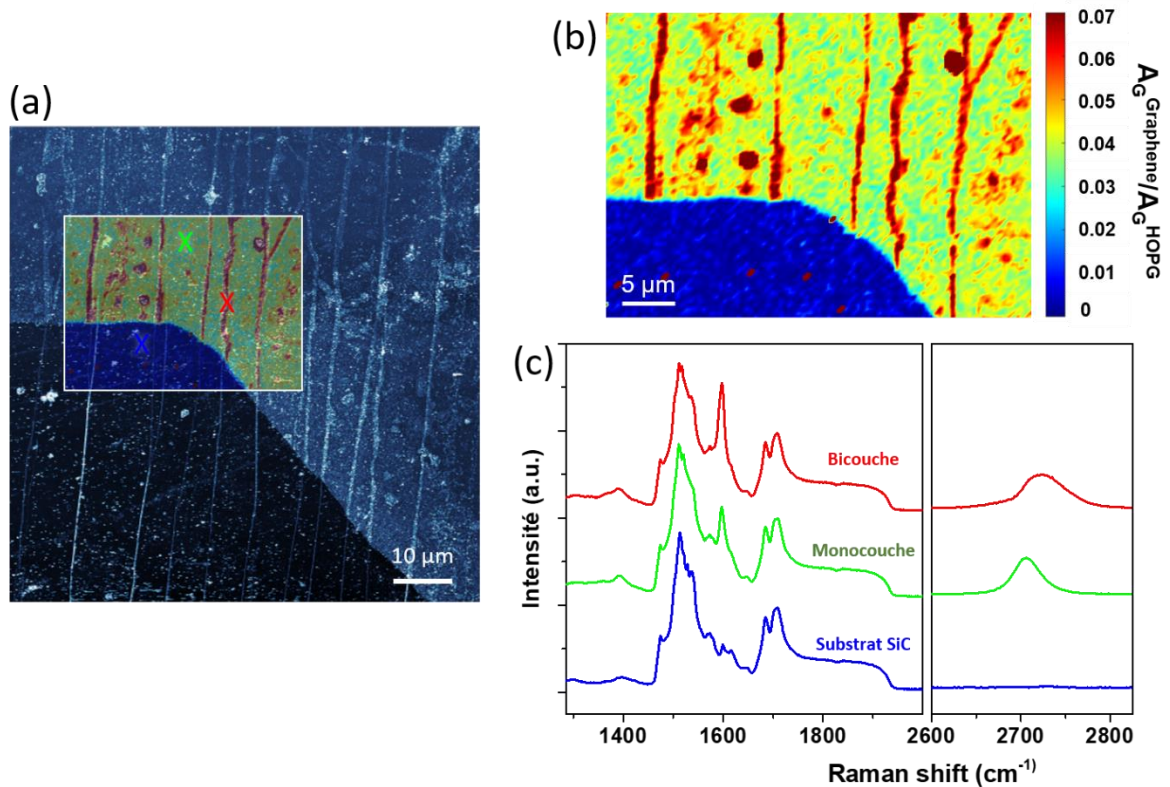 (a)
X
X
X
10 µm
(b)
5 µm
0.07
0.06
0.05
0.04
0.03
0.02
0.01
0
A_G^Graphene/A_G^HOPG
(c)
Intensité (a.u.)
Bicouche
Monocouche
Substrat SiC
1400 1600 1800 2600 2700 2800
Raman shift (cm⁻¹)